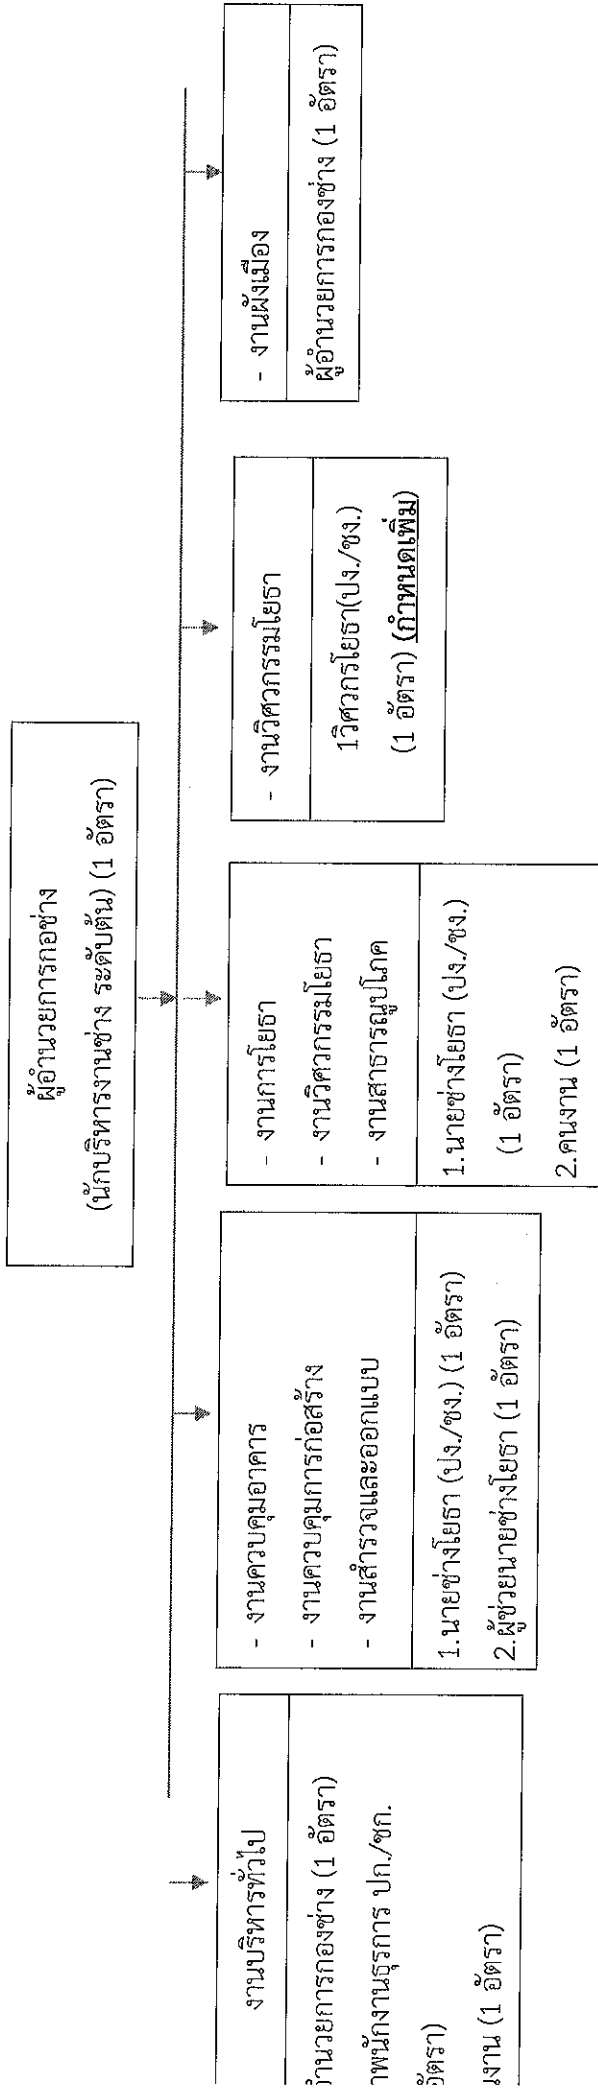 ผู้อำนวยการกอช่าง
(นักบริหารงานช่าง ระดับต้น) (1 อัตรา)
งานบริหารทั่วไป
อำนวยการกองช่าง (1 อัตรา)
าพนักงานธุรการ ปก./ชก.
อัตรา)
นงาน (1 อัตรา)
- งานควบคุมอาคาร
- งานควบคุมการก่อสร้าง
- งานสำรวจและออกแบบ
1.นายช่างโยธา (ปง./ชง.) (1 อัตรา)
2.ผู้ช่วยนายช่างโยธา (1 อัตรา)
- งานการโยธา
- งานวิศวกรรมโยธา
- งานสาธารณูปโภค
1.นายช่างโยธา (ปง./ชง.)
(1 อัตรา)
2.คนงาน (1 อัตรา)
- งานวิศวกรรมโยธา
1วิศวกรโยธา(ปง./ชง.)
(1 อัตรา) (กำหนดเพิ่ม)
- งานผังเมือง
ผู้อำนวยการกองช่าง (1 อัตรา)